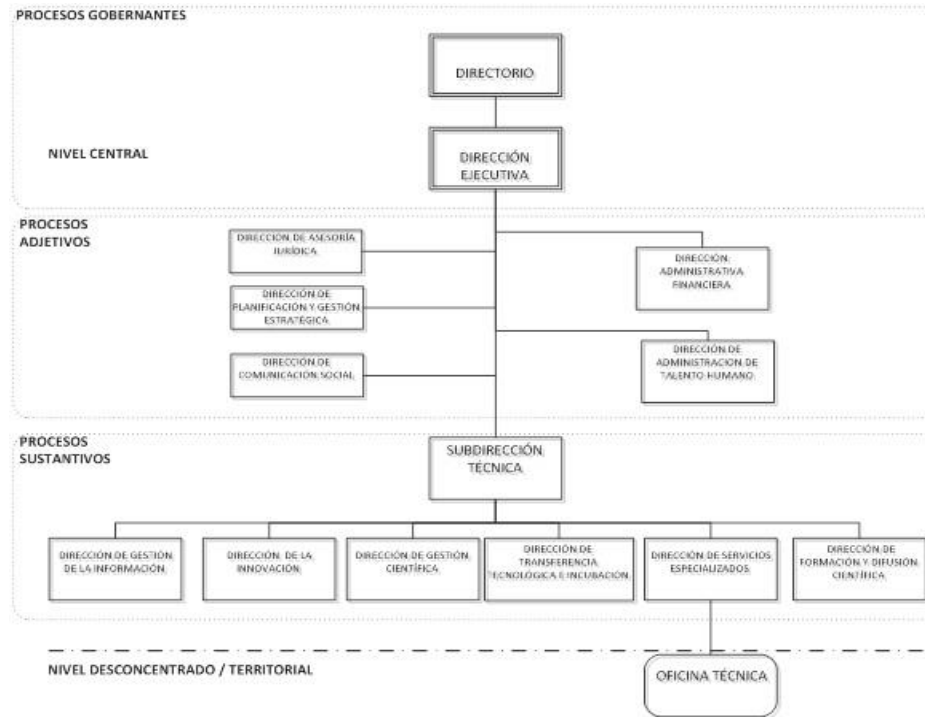 PROCESOS GOBERNANTES
DIRECTORIO
NIVEL CENTRAL
DIRECCIÓN
EJECUTIVA
PROCESOS
ADJETIVOS
DIRECCIÓN DE ASESORÍA
JURÍDICA
DIRECCIÓN
ADMINISTRATIVA
FINANCIERA
DIRECCIÓN DE
PLANIFICACIÓN Y GESTIÓN
ESTRATÉGICA
DIRECCIÓN DE
COMUNICACIÓN SOCIAL
DIRECCIÓN DE
ADMINISTRACION DE
TALENTO HUMANO
PROCESOS
SUSTANTIVOS
SUBDIRECCIÓN
TÉCNICA
DIRECCIÓN DE GESTIÓN
DE LA INFORMACIÓN
DIRECCIÓN DE LA
INNOVACIÓN
DIRECCIÓN DE GESTIÓN
CIENTÍFICA
DIRECCIÓN DE
TRANSFERENCIA
TECNOLÓGICA E INCUBACIÓN
DIRECCIÓN DE SERVICIOS
ESPECIALIZADOS
DIRECCIÓN DE
FORMACIÓN Y DIFUSIÓN
CIENTÍFICA
NIVEL DESCONCENTRADO / TERRITORIAL
OFICINA TÉCNICA